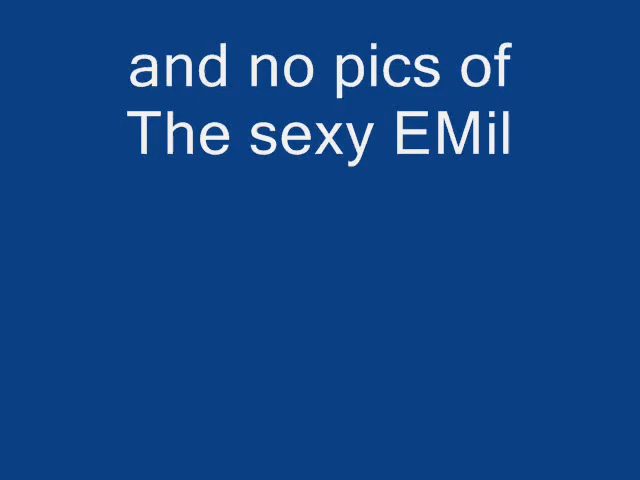 and no pics of
The sexy EMil